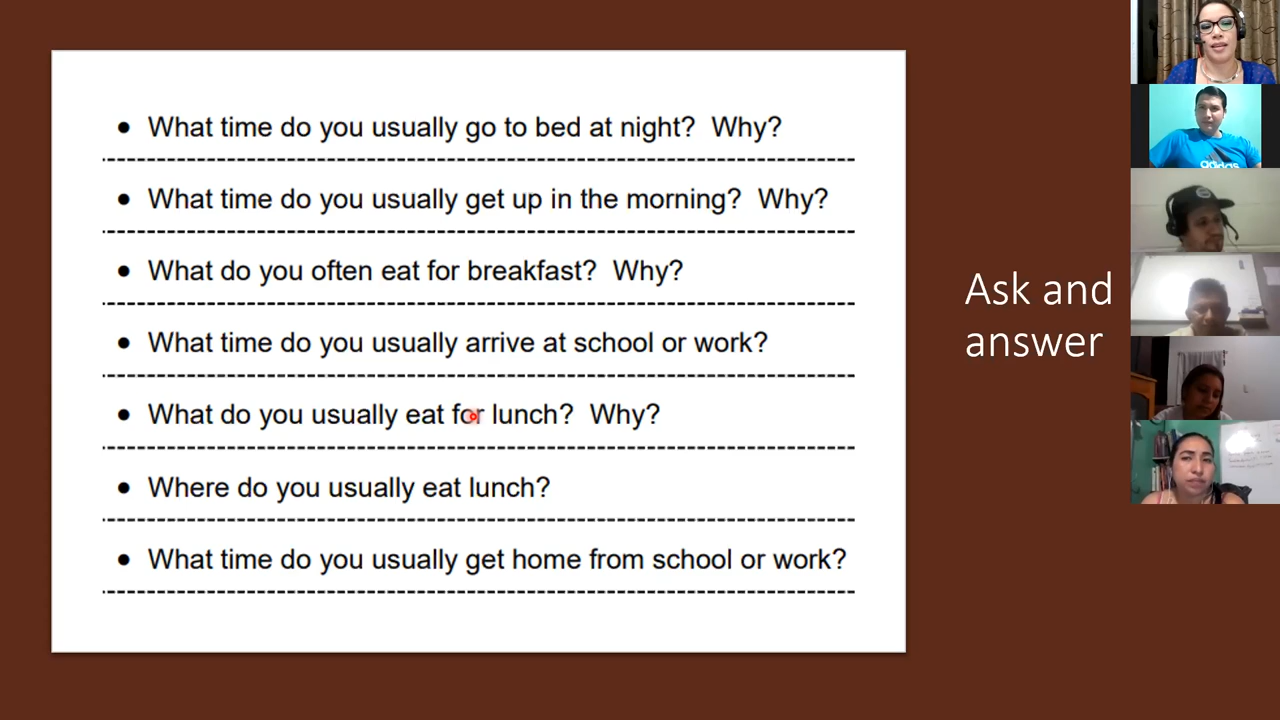 • What time do you usually go to bed at night? Why?
• What time do you usually get up in the morning? Why?
• What do you often eat for breakfast? Why?
• What time do you usually arrive at school or work?
• What do you usually eat for lunch? Why?
• Where do you usually eat lunch?
• What time do you usually get home from school or work?
Ask and
answer
adidas